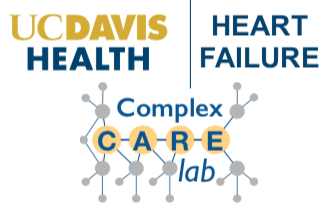 UCDAVIS
HEALTH
HEART
FAILURE
Complex
CARE
lab